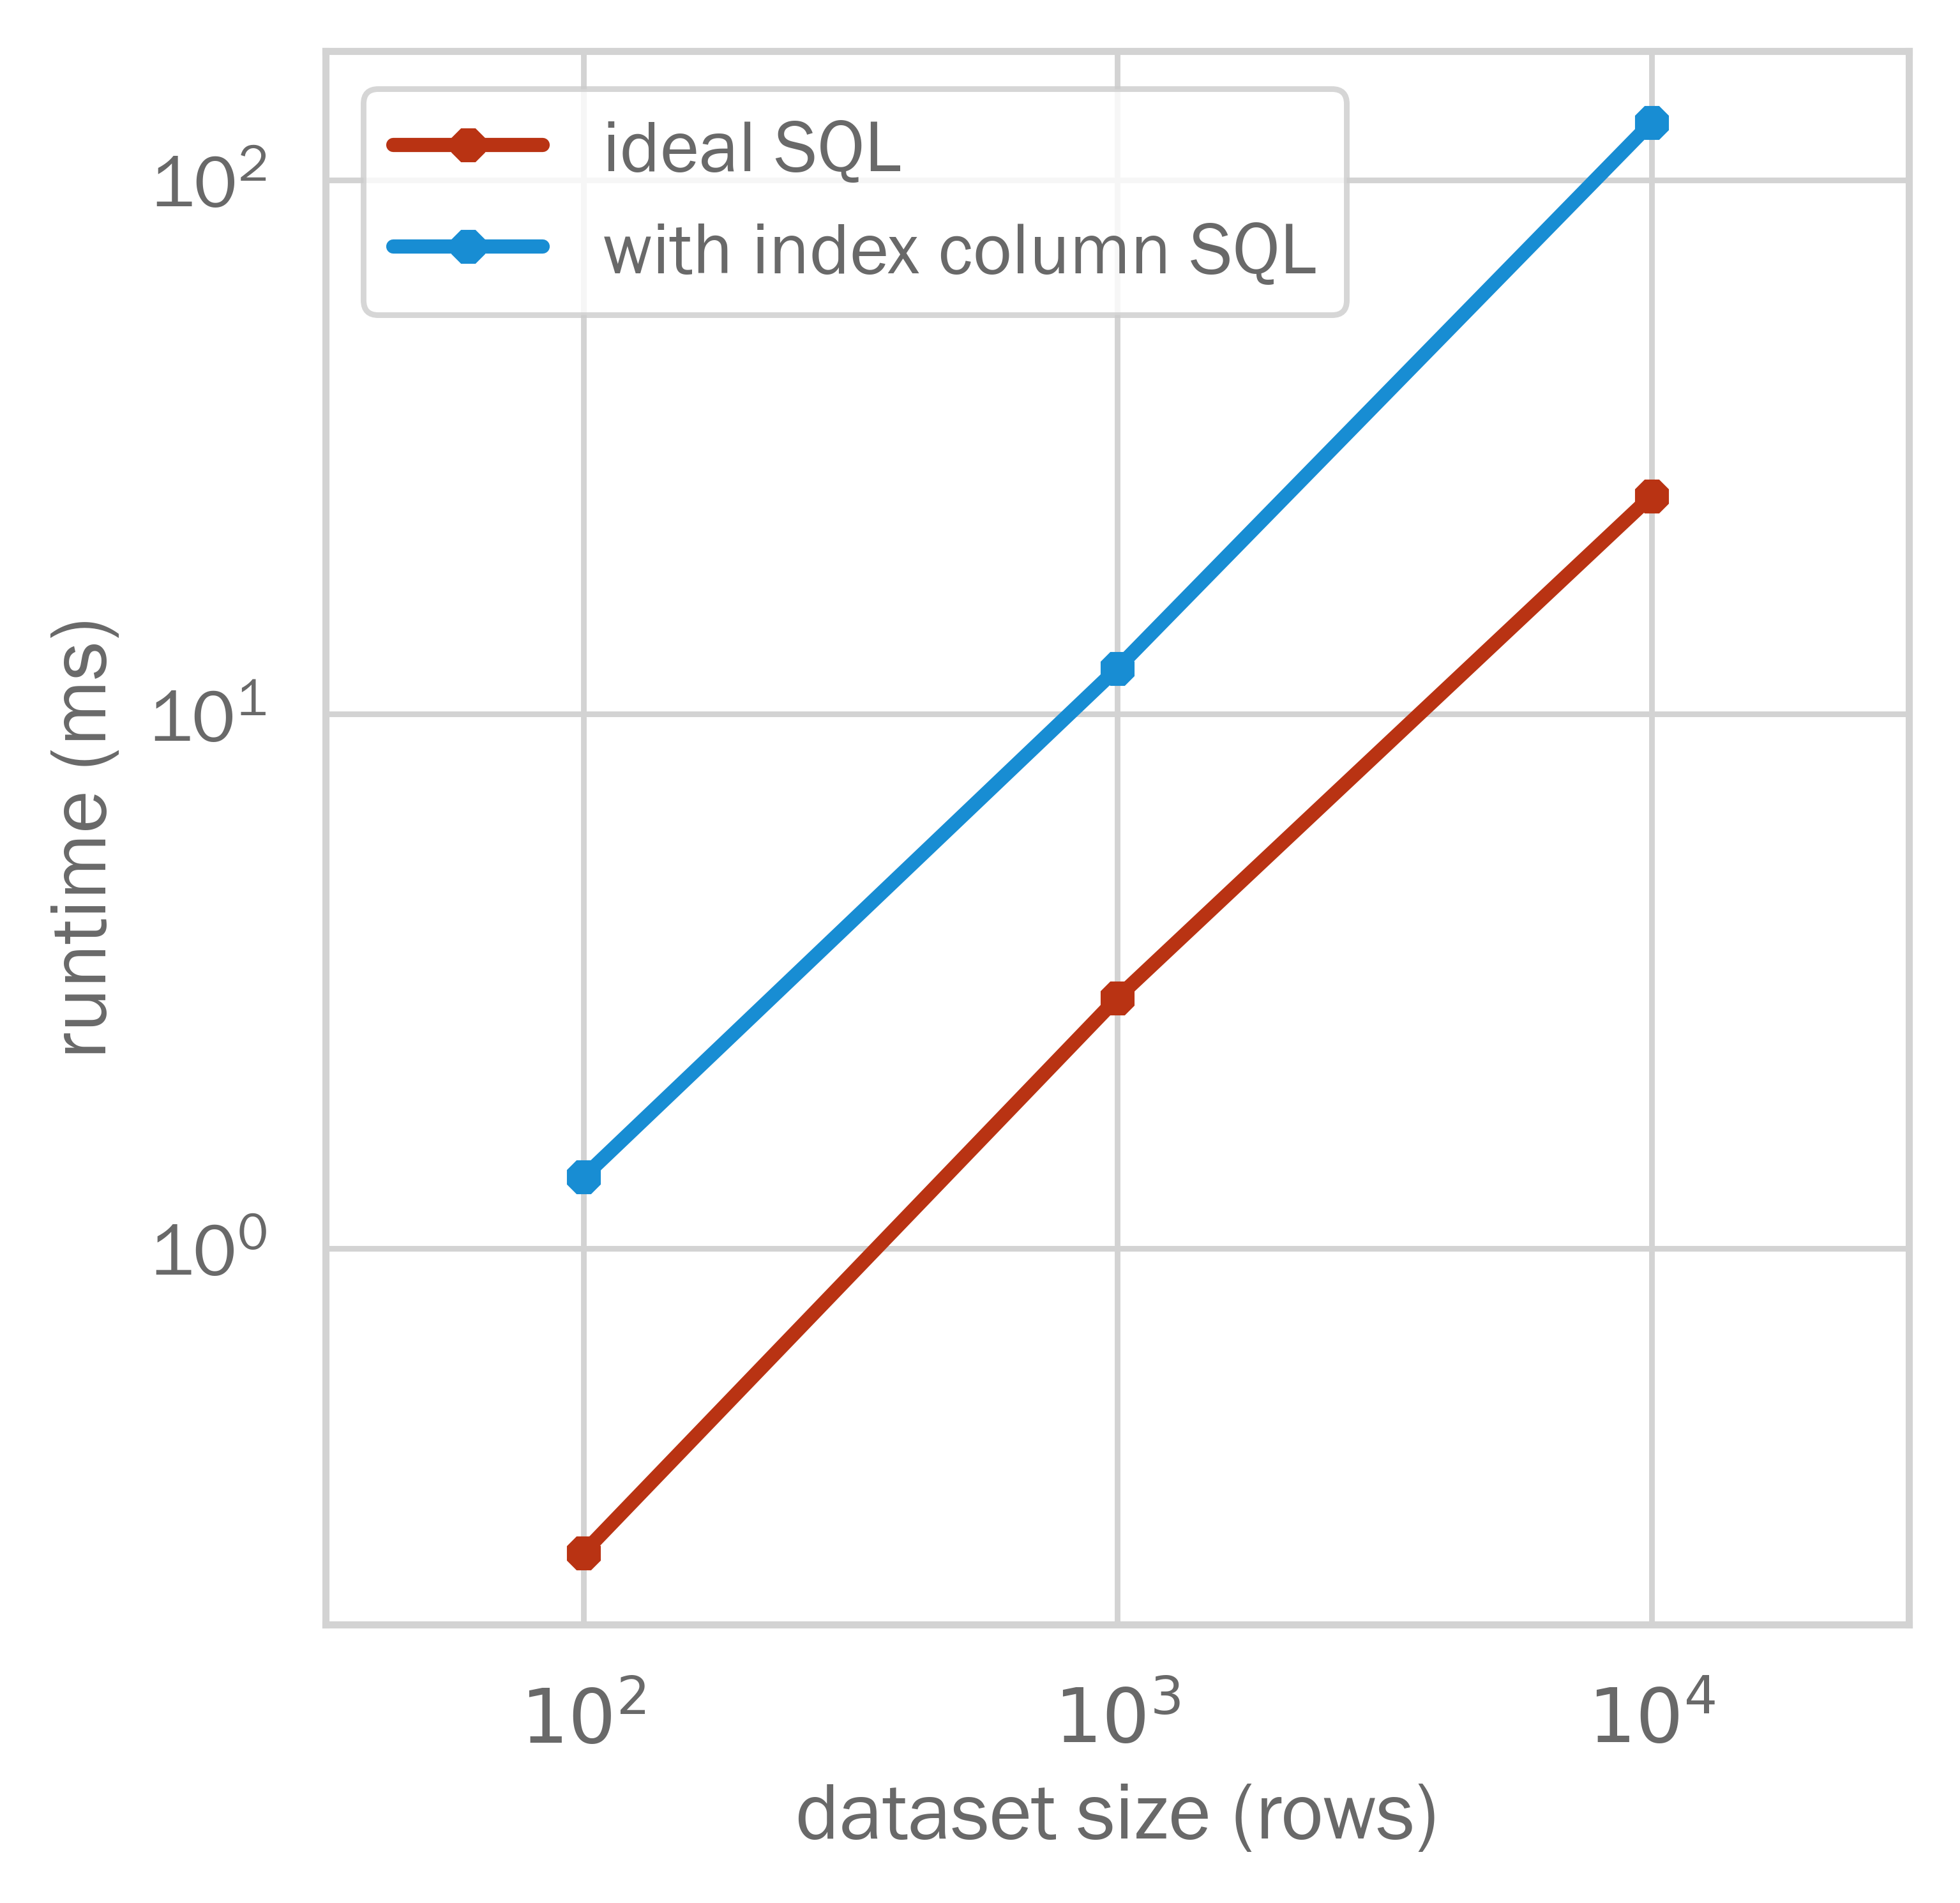 ideal SQL
with index column SQL
10²
10¹
10⁰
runtime (ms)
10² 10³ 10⁴
dataset size (rows)